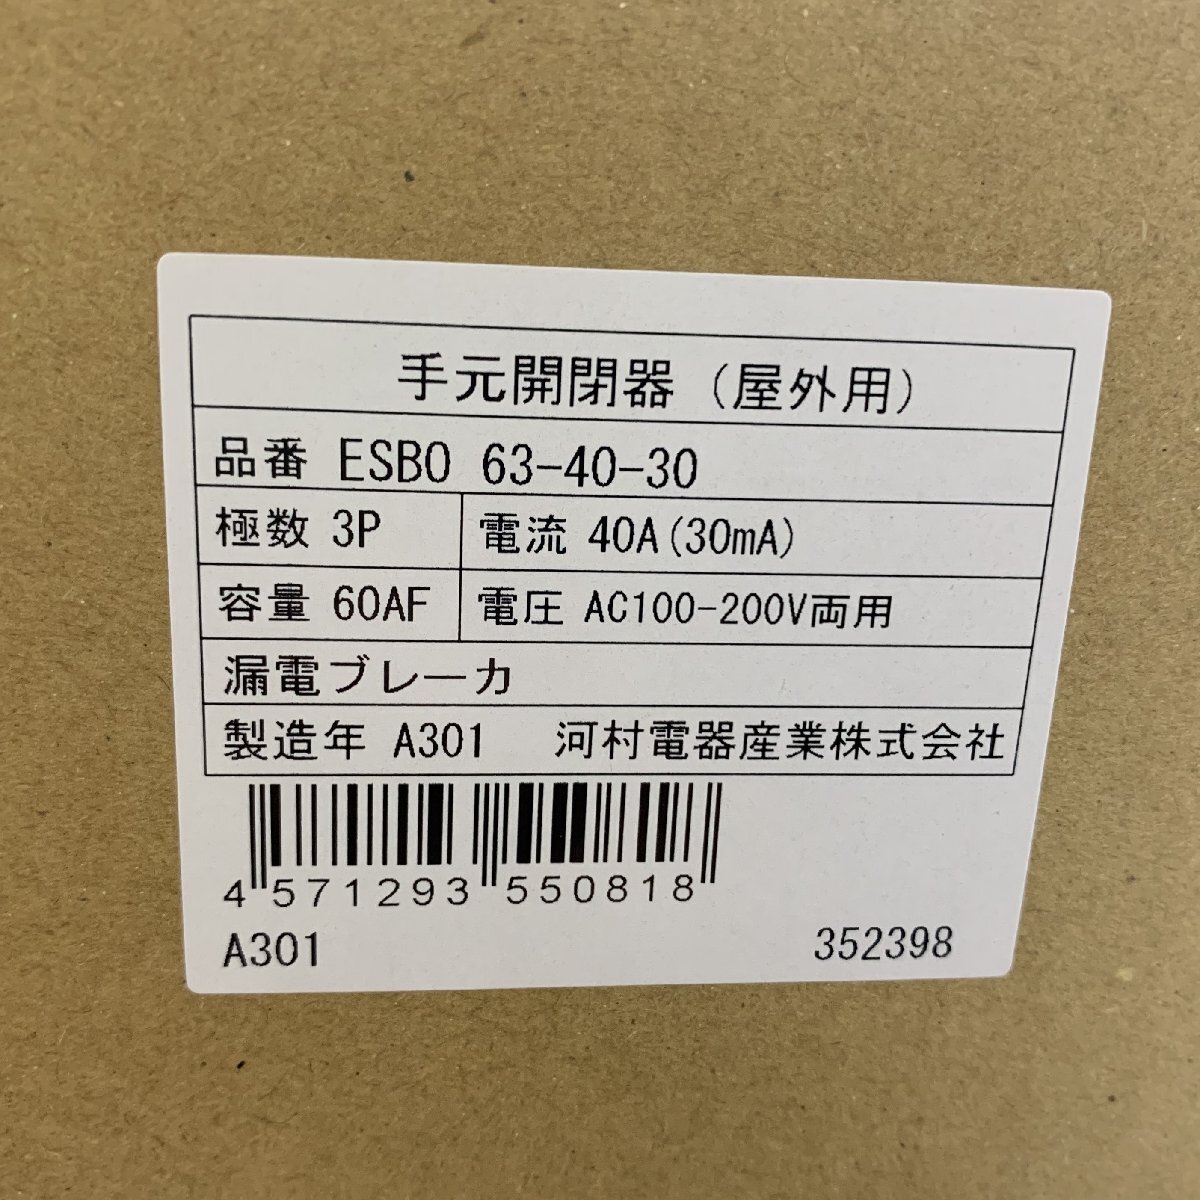 手元開閉器（屋外用）
品番 ESBO 63-40-30
極数 3P 電流 40A(30mA)
容量 60AF 電圧 AC100-200V両用
漏電ブレーカ
製造年 A301 河村電器産業株式会社
4 571293 550818
A301 352398